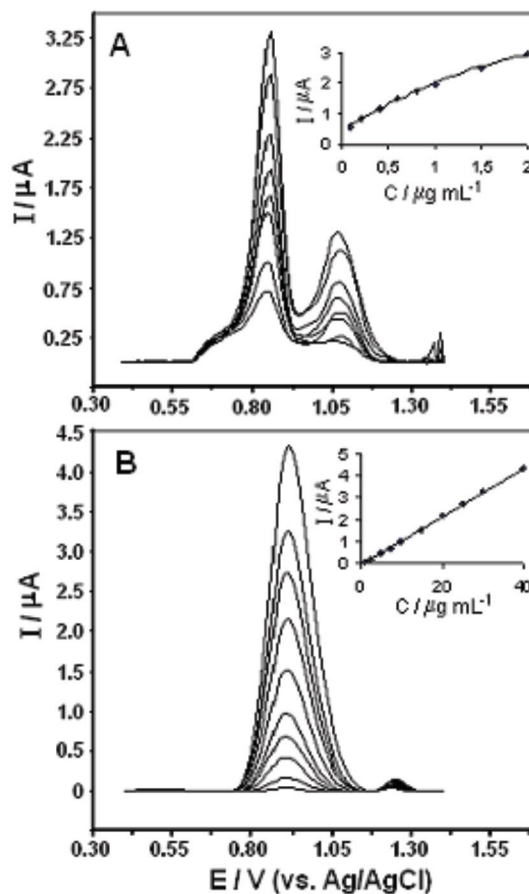 A
3.25
2.75
2.25
1.75
1.25
0.75
0.25
I / µA
0.30 0.55 0.80 1.05 1.30 1.55
3
2
1
0
I / µA
0 0,5 1 1,5 2
C / µg mL-1
B
4.5
4.0
3.5
3.0
2.5
2.0
1.5
1.0
0.5
0
I / µA
0.30 0.55 0.80 1.05 1.30 1.55
E / V (vs. Ag/AgCl)
5
4
3
2
1
0
I / µA
0 20 40
C / µg mL-1